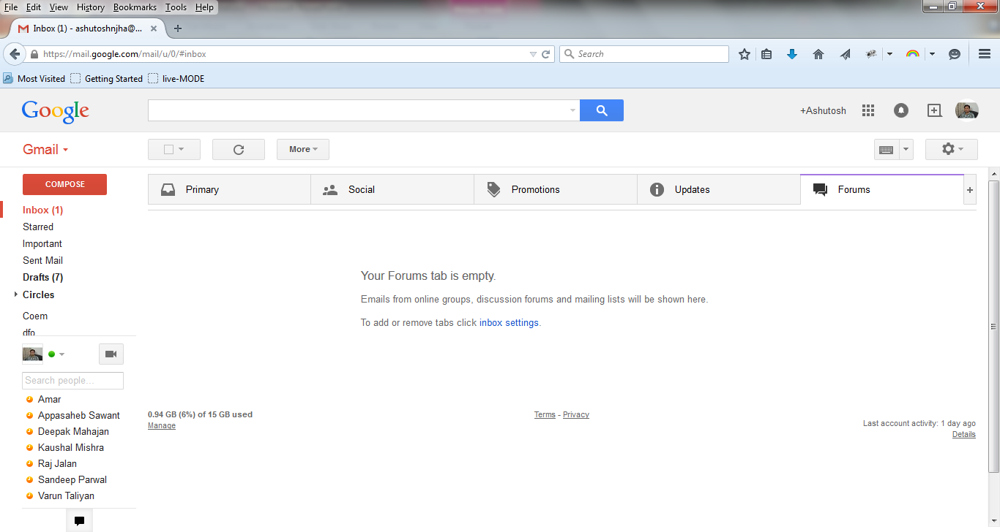 File Edit View History Bookmarks Tools Help
Inbox (1) - ashutoshnjha@...
https://mail.google.com/mail/u/0/#inbox
Search
Most Visited Getting Started live-MODE
Google
+Ashutosh
Gmail
More
COMPOSE
Primary Social Promotions Updates Forums
Inbox (1)
Starred
Important
Sent Mail
Drafts (7)
Circles
Coem
dfo
Your Forums tab is empty.
Emails from online groups, discussion forums and mailing lists will be shown here.
To add or remove tabs click inbox settings.
Search people...
Amar
Appasaheb Sawant
Deepak Mahajan
Kaushal Mishra
Raj Jalan
Sandeep Parwal
Varun Taliyan
0.94 GB (6%) of 15 GB used
Manage
Terms - Privacy
Last account activity: 1 day ago
Details